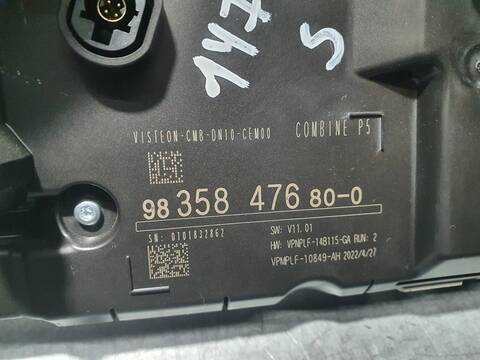 147
5
VISTEON-CMB-DN10-CEM00 COMBINE P5
98 358 476 80-0
SN: 0101832862
SW: V11.01
HW: VPNPLF-14B115-GA RUN: 2
VPMPLF-10849-AH 2022/4/27